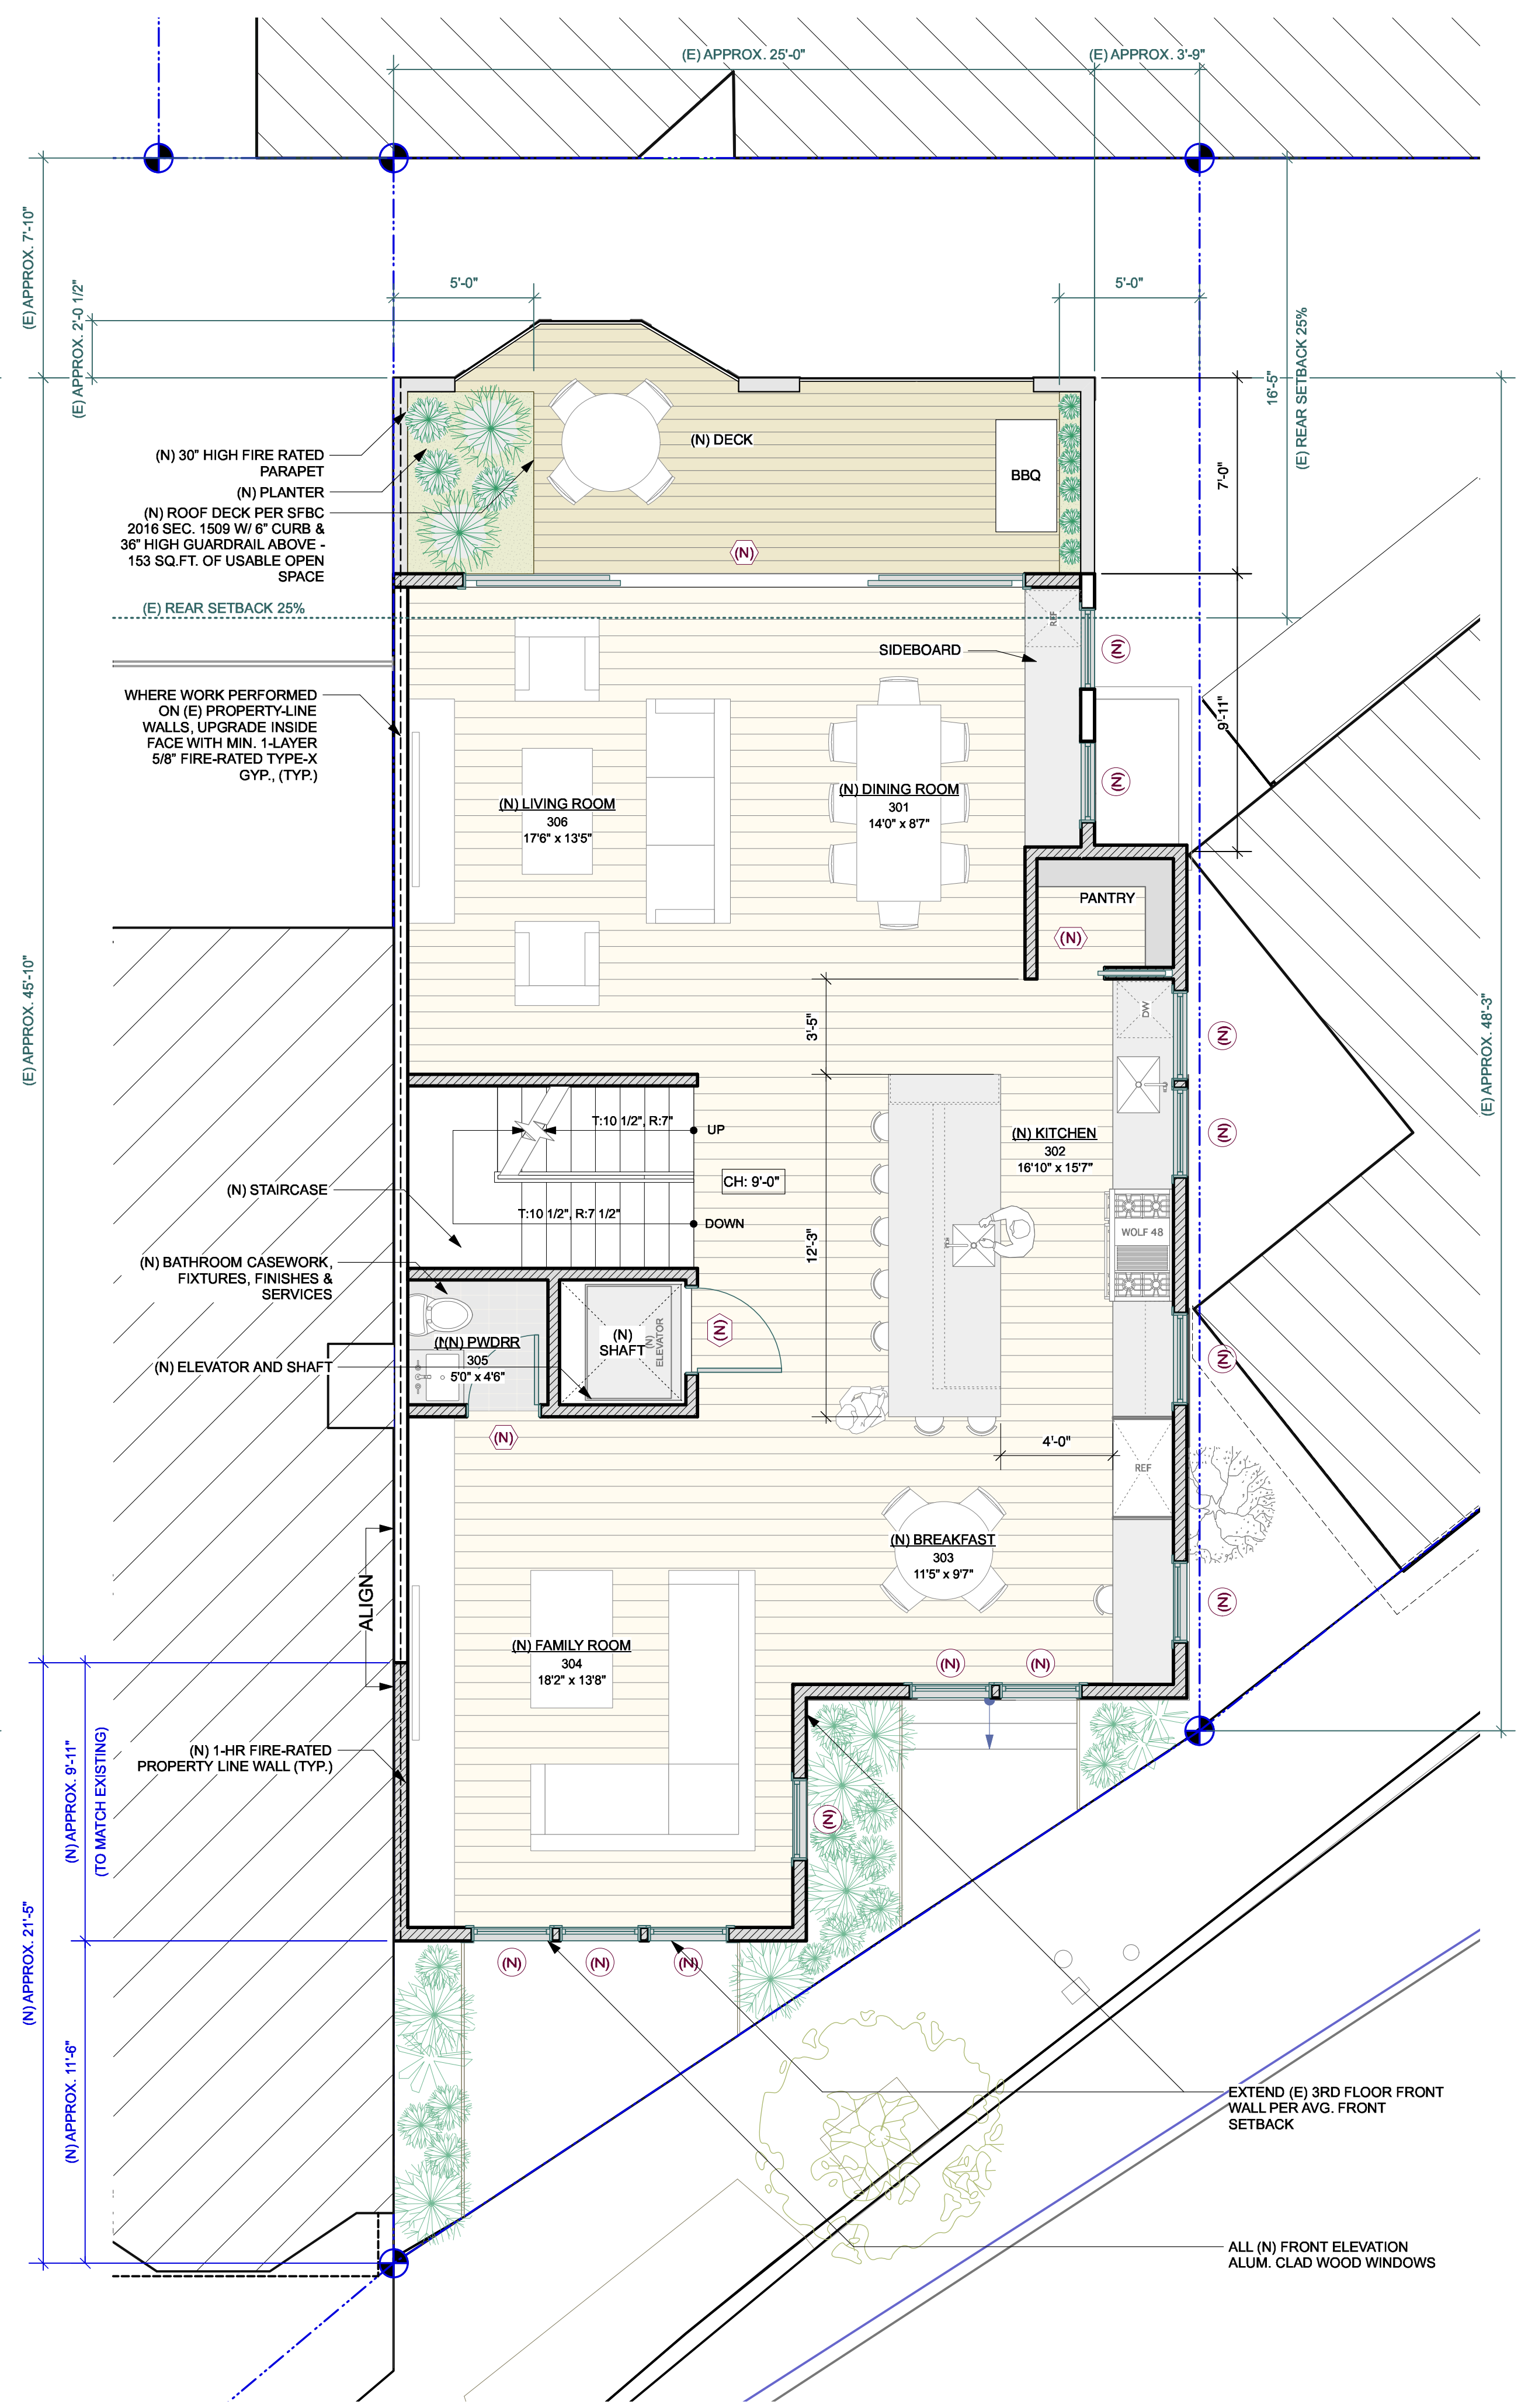 (E) APPROX. 25'-0"
(E) APPROX. 3'-9"
(E) APPROX. 7'-10"
(E) APPROX. 2'-0 1/2"
5'-0"
5'-0"
16'-5"
(E) REAR SETBACK 25%
(N) 30" HIGH FIRE RATED
PARAPET
(N) PLANTER
(N) ROOF DECK PER SFBC
2016 SEC. 1509 W/ 6" CURB &
36" HIGH GUARDRAIL ABOVE -
153 SQ.FT. OF USABLE OPEN
SPACE
(N) DECK
BBQ
7'-0"
(N)
(E) REAR SETBACK 25%
REF
SIDEBOARD
(N)
WHERE WORK PERFORMED
ON (E) PROPERTY-LINE
WALLS, UPGRADE INSIDE
FACE WITH MIN. 1-LAYER
5/8" FIRE-RATED TYPE-X
GYP., (TYP.)
9'-11"
(N)
(N) LIVING ROOM
306
17'6" x 13'5"
(N) DINING ROOM
301
14'0" x 8'7"
PANTRY
(N)
(E) APPROX. 45'-10"
(E) APPROX. 48'-3"
3'-5"
DW
(N)
T:10 1/2", R:7"
UP
(N) KITCHEN
302
16'10" x 15'7"
(N)
CH: 9'-0"
(N) STAIRCASE
T:10 1/2", R:7 1/2"
DOWN
12'-3"
WOLF 48
(N) BATHROOM CASEWORK,
FIXTURES, FINISHES &
SERVICES
(N)
SHAFT
(N)
ELEVATOR
(N)
(N)
(N(N) PWDRR
305
5'0" x 4'6"
(N) ELEVATOR AND SHAFT
(N)
4'-0"
REF
ALIGN
(N) BREAKFAST
303
11'5" x 9'7"
(N)
(N) FAMILY ROOM
304
18'2" x 13'8"
(N)
(N)
(N) 1-HR FIRE-RATED
PROPERTY LINE WALL (TYP.)
(N) APPROX. 9'-11"
(TO MATCH EXISTING)
(N)
(N) APPROX. 21'-5"
(N)
(N)
(N)
(N) APPROX. 11'-6"
EXTEND (E) 3RD FLOOR FRONT
WALL PER AVG. FRONT
SETBACK
ALL (N) FRONT ELEVATION
ALUM. CLAD WOOD WINDOWS